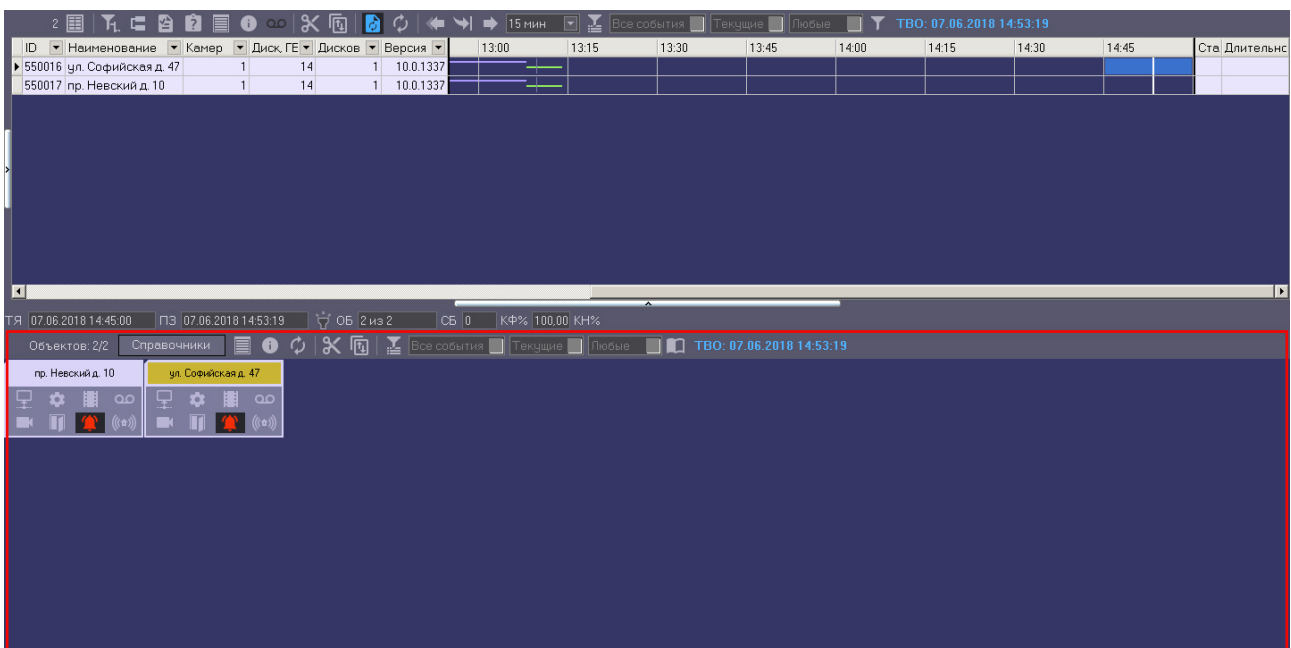 2 15 мин Все события Текущие Любые ТВО: 07.06.2018 14:53:19
ID Наименование Камер Диск, ГЕ Дисков Версия 13:00 13:15 13:30 13:45 14:00 14:15 14:30 14:45 Ста Длительнс
550016 ул. Софийская д. 47 1 14 1 10.0.1337
550017 пр. Невский д. 10 1 14 1 10.0.1337
ТЯ 07.06.2018 14:45:00 ПЗ 07.06.2018 14:53:19 ОБ 2 из 2 СБ 0 КФ% 100,00 КН%
Объектов: 2/2 Справочники Все события Текущие Любые ТВО: 07.06.2018 14:53:19
пр. Невский д. 10 ул. Софийская д. 47